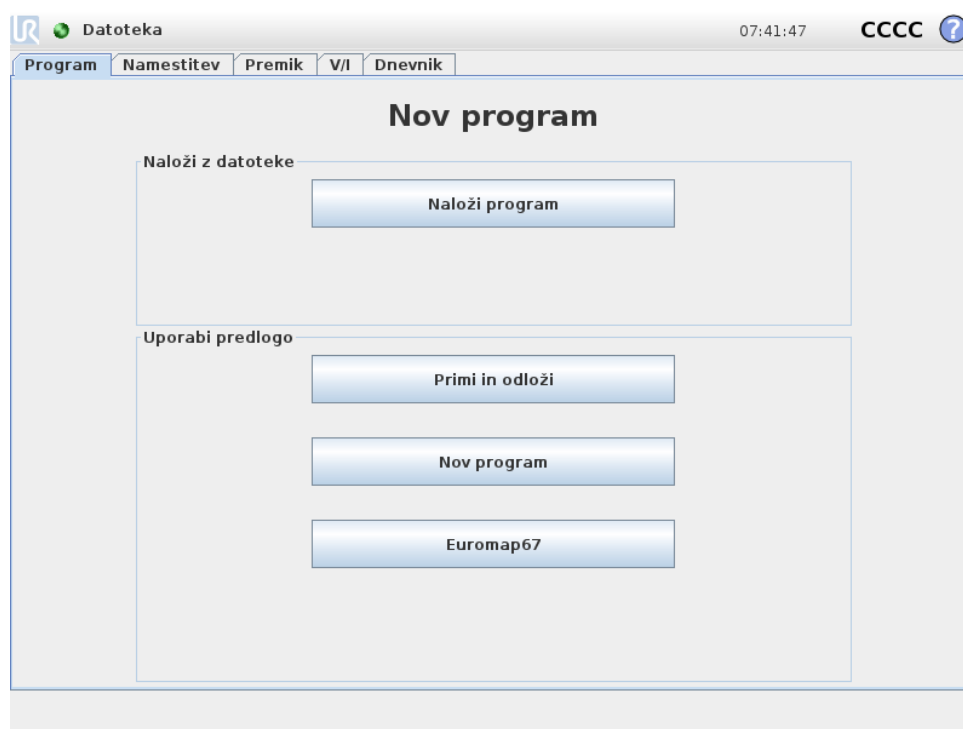 UR Datoteka 07:41:47 CCCC ?
Program Namestitev Premik V/I Dnevnik
Nov program
Naloži z datoteke
Naloži program
Uporabi predlogo
Primi in odloži
Nov program
Euromap67